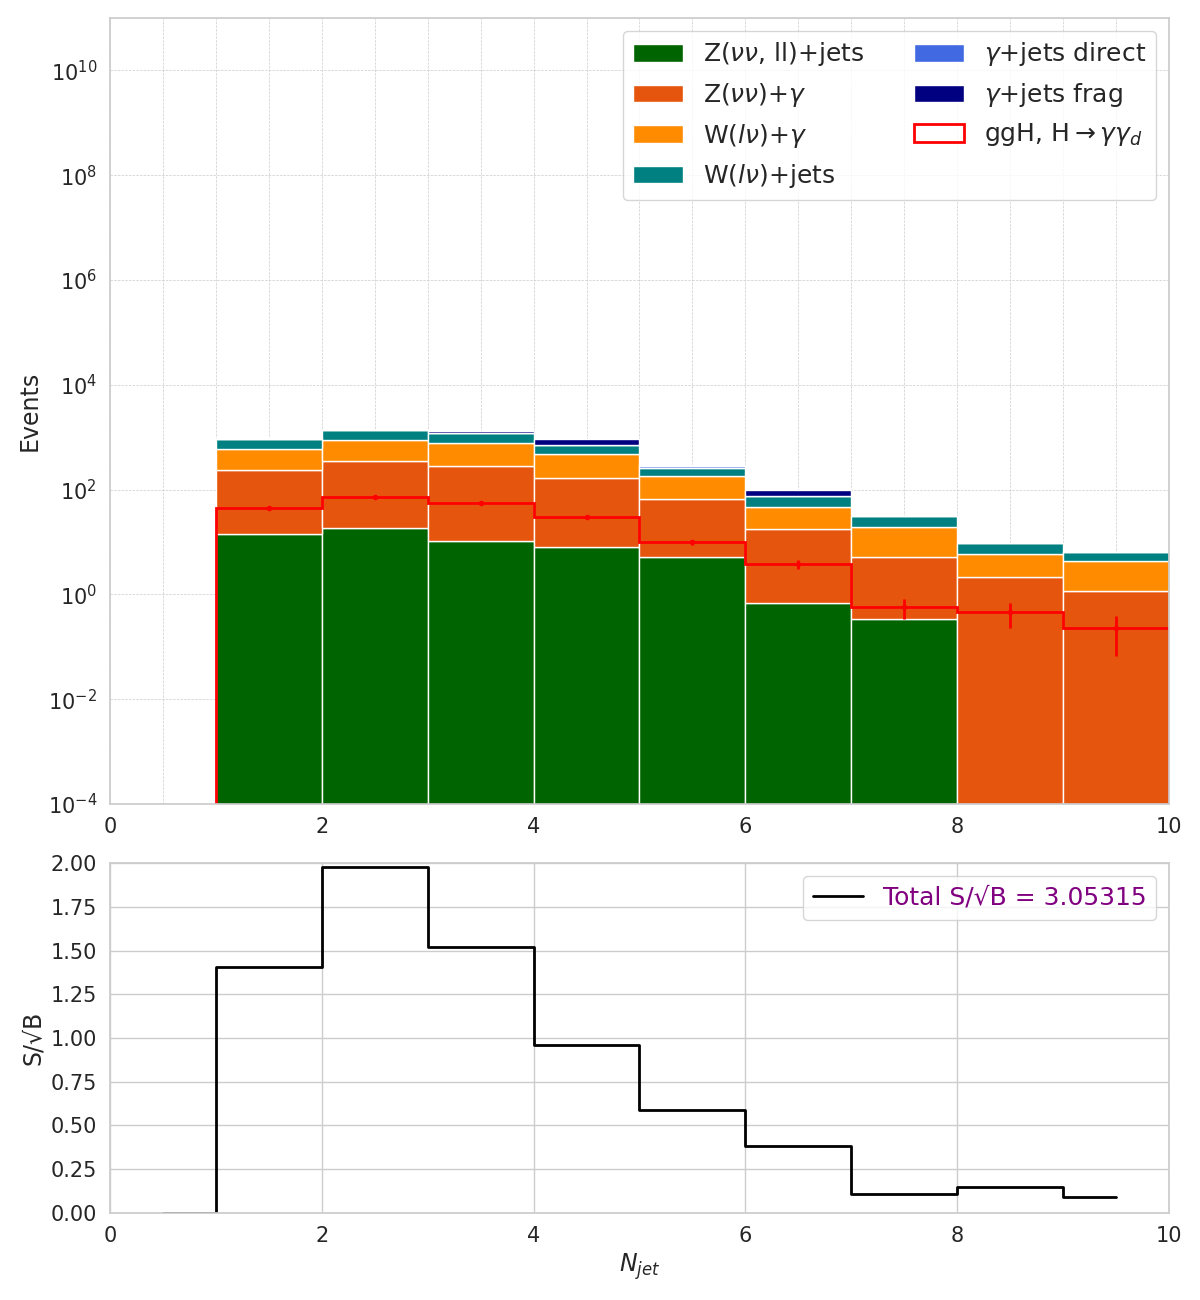 Z(νν, ll)+jets
Z(νν)+γ
W(lν)+γ
W(lν)+jets
γ+jets direct
γ+jets frag
ggH, H→γγ_d
Events
10^10
10^8
10^6
10^4
10^2
10^0
10^−2
10^−4
0 2 4 6 8 10
Total S/√B = 3.05315
S/√B
2.00
1.75
1.50
1.25
1.00
0.75
0.50
0.25
0.00
0 2 4 6 8 10
N_jet